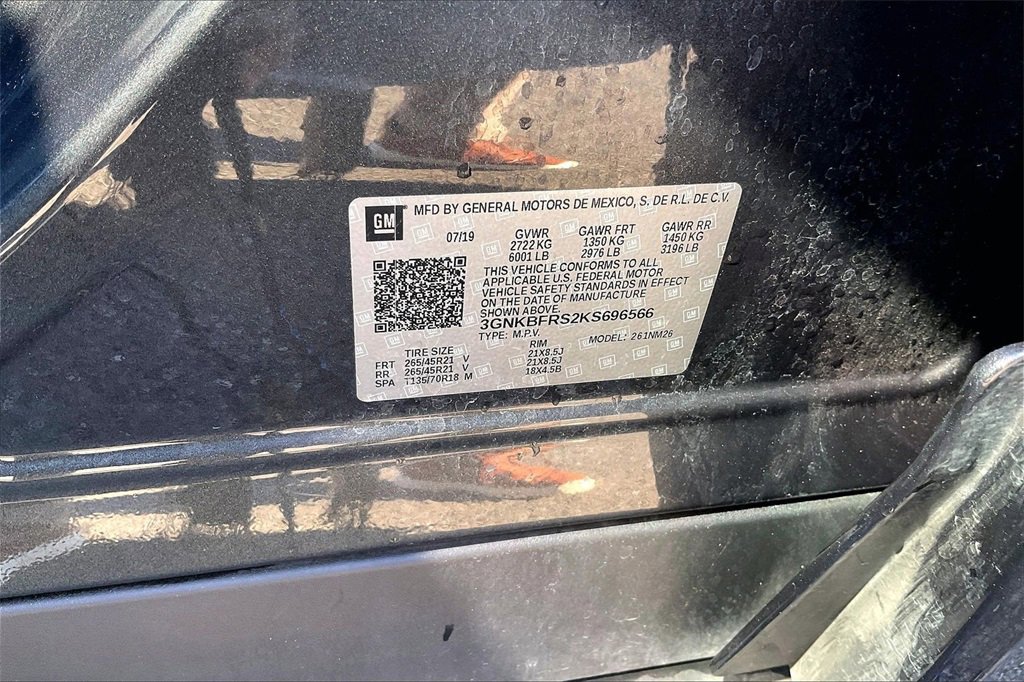 GM MFD BY GENERAL MOTORS DE MEXICO, S. DE R.L. DE C.V.
07/19 GVWR GAWR FRT GAWR RR
2722 KG 1350 KG 1450 KG
6001 LB 2976 LB 3196 LB
THIS VEHICLE CONFORMS TO ALL
APPLICABLE U.S. FEDERAL MOTOR
VEHICLE SAFETY STANDARDS IN EFFECT
ON THE DATE OF MANUFACTURE
SHOWN ABOVE.
3GNKBFRS2KS696566
TYPE: M.P.V. MODEL: 261NM26
TIRE SIZE RIM
FRT 265/45R21 V 21X8.5J
RR 265/45R21 V 21X8.5J
SPA T135/70R18 M 18X4.5B